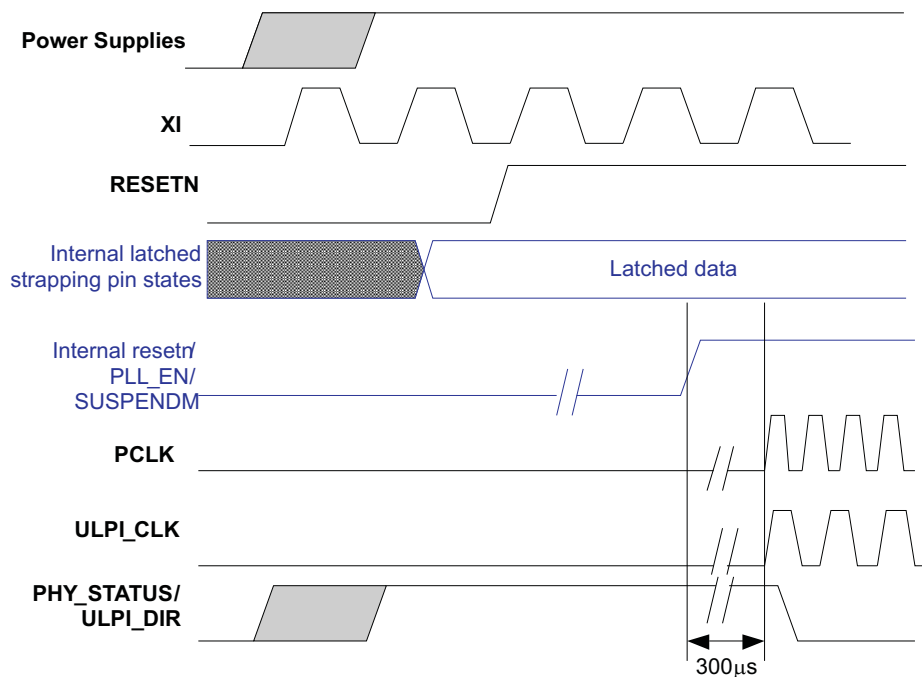 Power Supplies
XI
RESETN
Internal latched
strapping pin states
Latched data
Internal resetn/
PLL_EN/
SUSPENDM
PCLK
ULPI_CLK
PHY_STATUS/
ULPI_DIR
300μs